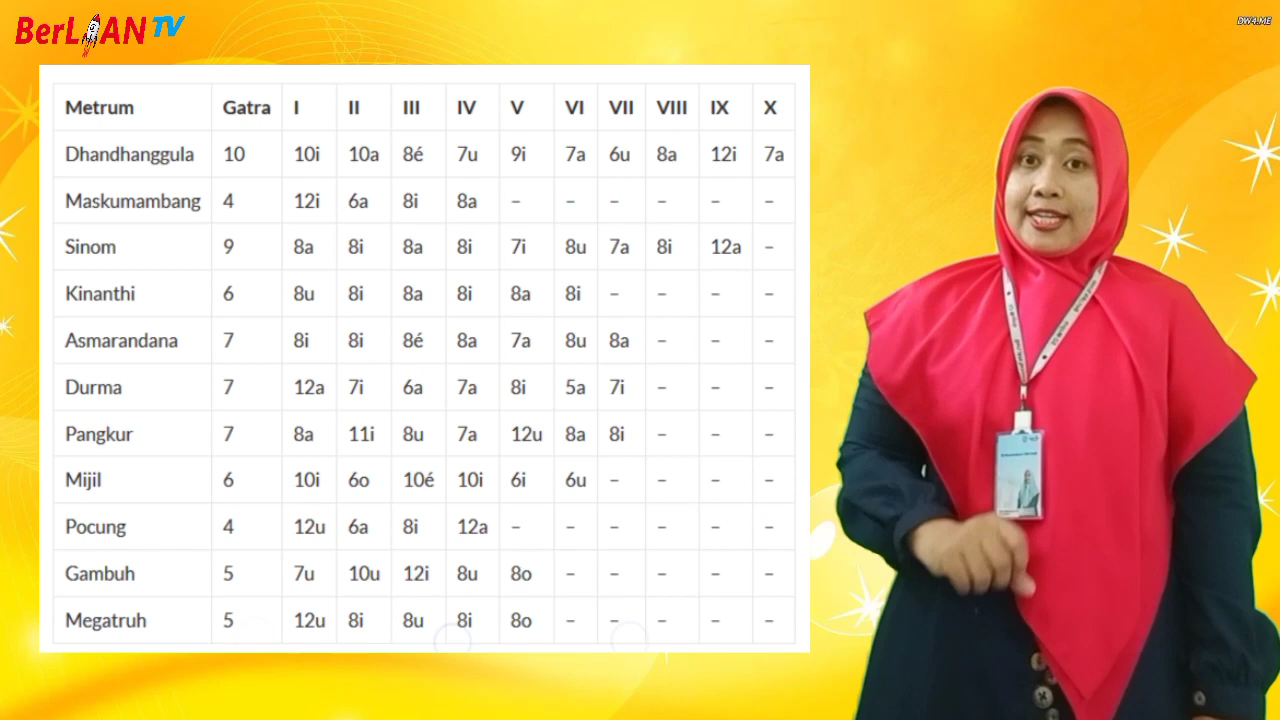 BerLIAN TV
DW4.ME
Metrum Gatra I II III IV V VI VII VIII IX X
Dhandhanggula 10 10i 10a 8é 7u 9i 7a 6u 8a 12i 7a
Maskumambang 4 12i 6a 8i 8a – – – – – –
Sinom 9 8a 8i 8a 8i 7i 8u 7a 8i 12a –
Kinanthi 6 8u 8i 8a 8i 8a 8i – – – –
Asmarandana 7 8i 8i 8é 8a 7a 8u 8a – – –
Durma 7 12a 7i 6a 7a 8i 5a 7i – – –
Pangkur 7 8a 11i 8u 7a 12u 8a 8i – – –
Mijil 6 10i 6o 10é 10i 6i 6u – – – –
Pocung 4 12u 6a 8i 12a – – – – – –
Gambuh 5 7u 10u 12i 8u 8o – – – – –
Megatruh 5 12u 8i 8u 8i 8o – – – – –